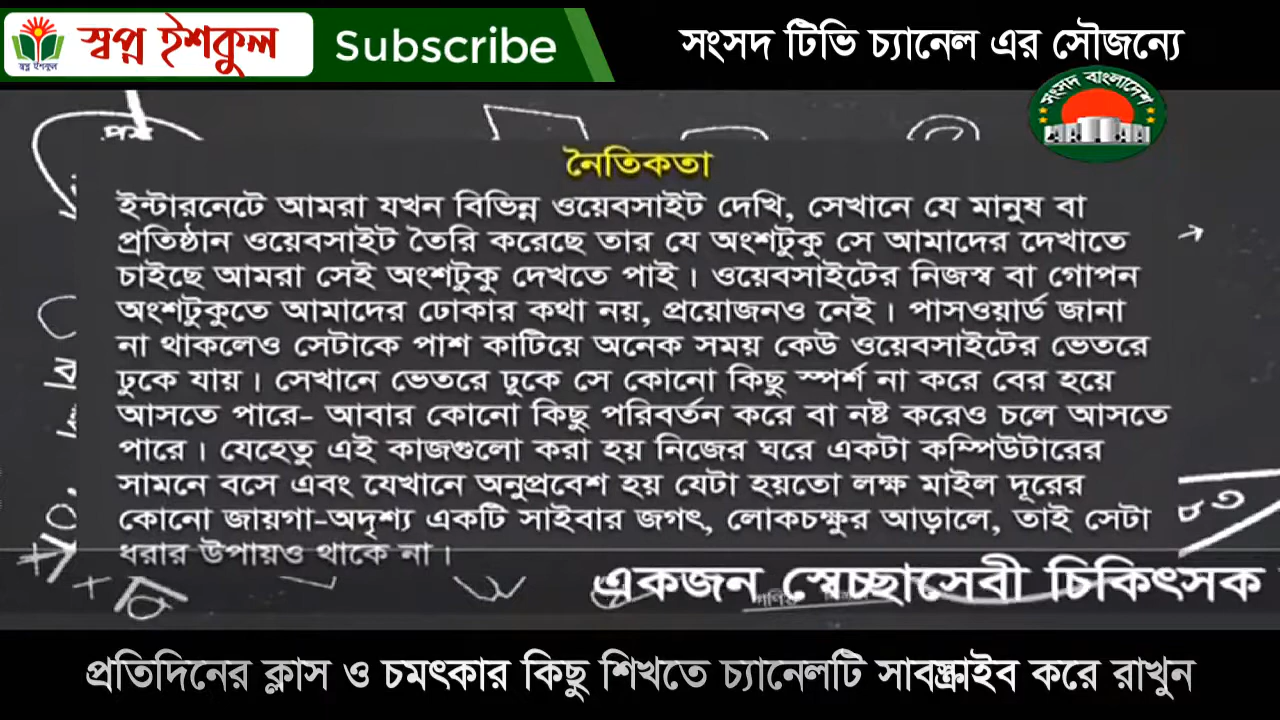 স্বপ্ন ইশকুল
স্বপ্ন ইশকুল
Subscribe
সংসদ টিভি চ্যানেল এর সৌজন্যে
সংসদ বাংলাদেশ
নৈতিকতা
ইন্টারনেটে আমরা যখন বিভিন্ন ওয়েবসাইট দেখি, সেখানে যে মানুষ বা
প্রতিষ্ঠান ওয়েবসাইট তৈরি করেছে তার যে অংশটুকু সে আমাদের দেখাতে
চাইছে আমরা সেই অংশটুকু দেখতে পাই। ওয়েবসাইটের নিজস্ব বা গোপন
অংশটুকুতে আমাদের ঢোকার কথা নয়, প্রয়োজনও নেই। পাসওয়ার্ড জানা
না থাকলেও সেটাকে পাশ কাটিয়ে অনেক সময় কেউ ওয়েবসাইটের ভেতরে
ঢুকে যায়। সেখানে ভেতরে ঢুকে সে কোনো কিছু স্পর্শ না করে বের হয়ে
আসতে পারে- আবার কোনো কিছু পরিবর্তন করে বা নষ্ট করেও চলে আসতে
পারে। যেহেতু এই কাজগুলো করা হয় নিজের ঘরে একটা কম্পিউটারের
সামনে বসে এবং যেখানে অনুপ্রবেশ হয় যেটা হয়তো লক্ষ মাইল দূরের
কোনো জায়গা-অদৃশ্য একটি সাইবার জগৎ, লোকচক্ষুর আড়ালে, তাই সেটা
ধরার উপায়ও থাকে না।
একজন স্বেচ্ছাসেবী চিকিৎসক
প্রতিদিনের ক্লাস ও চমৎকার কিছু শিখতে চ্যানেলটি সাবস্ক্রাইব করে রাখুন